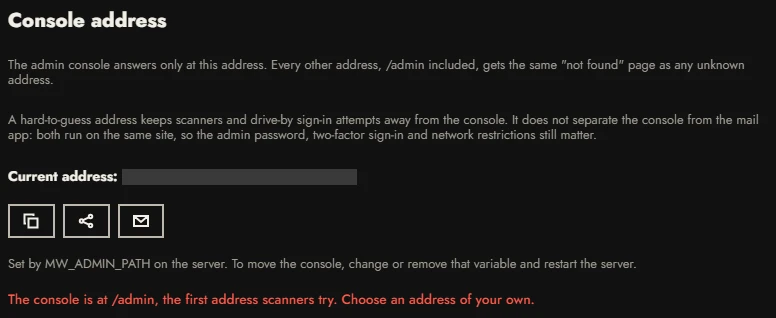 Console address
The admin console answers only at this address. Every other address, /admin included, gets the same "not found" page as any unknown
address.
A hard-to-guess address keeps scanners and drive-by sign-in attempts away from the console. It does not separate the console from the mail
app: both run on the same site, so the admin password, two-factor sign-in and network restrictions still matter.
Current address:
Set by MW_ADMIN_PATH on the server. To move the console, change or remove that variable and restart the server.
The console is at /admin, the first address scanners try. Choose an address of your own.